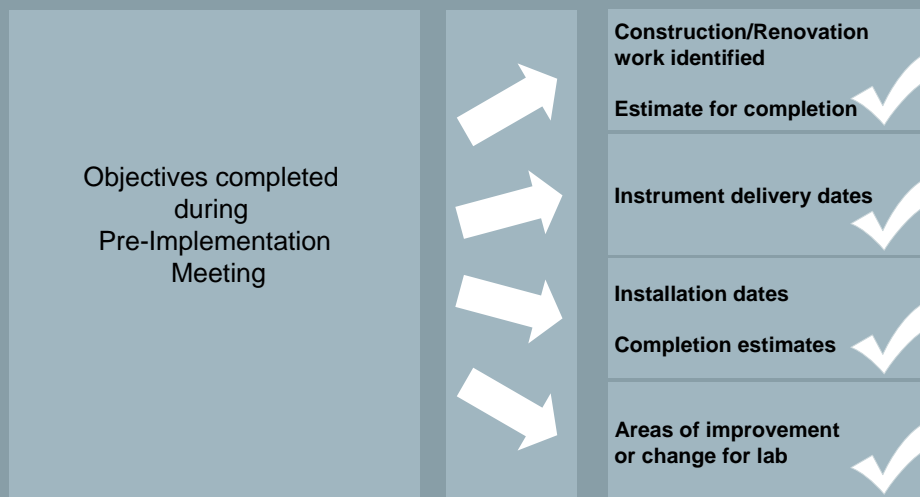 Objectives completed
during
Pre-Implementation
Meeting
Construction/Renovation
work identified
Estimate for completion
Instrument delivery dates
Installation dates
Completion estimates
Areas of improvement
or change for lab